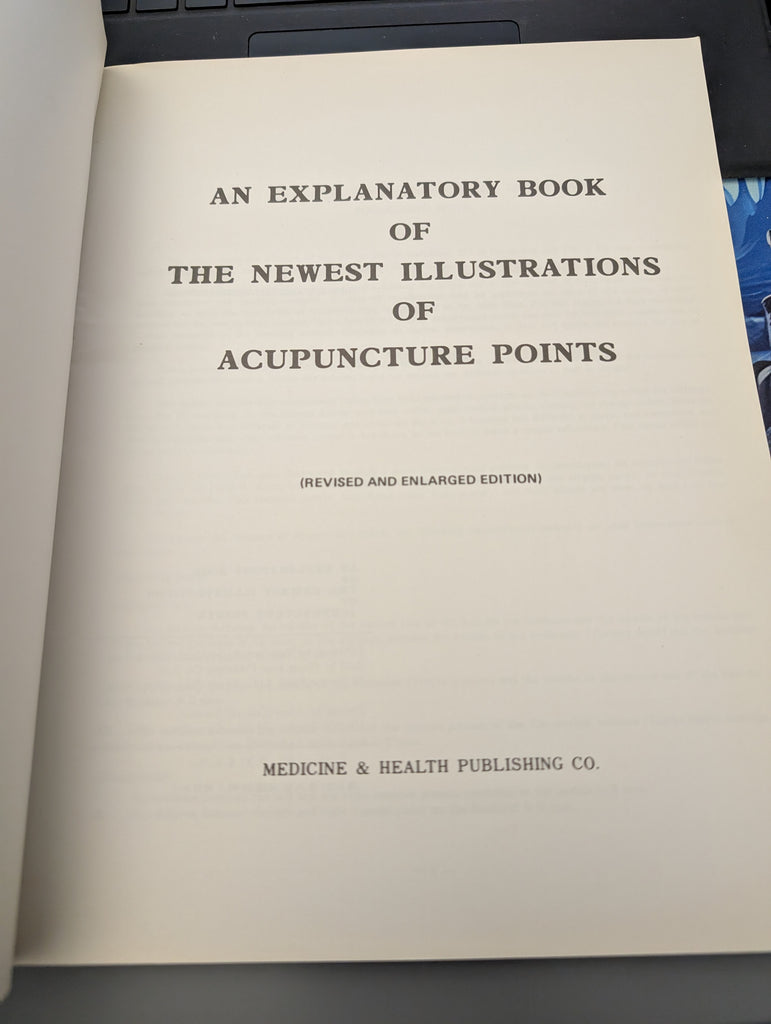 AN EXPLANATORY BOOK
OF
THE NEWEST ILLUSTRATIONS
OF
ACUPUNCTURE POINTS
(REVISED AND ENLARGED EDITION)
MEDICINE & HEALTH PUBLISHING CO.